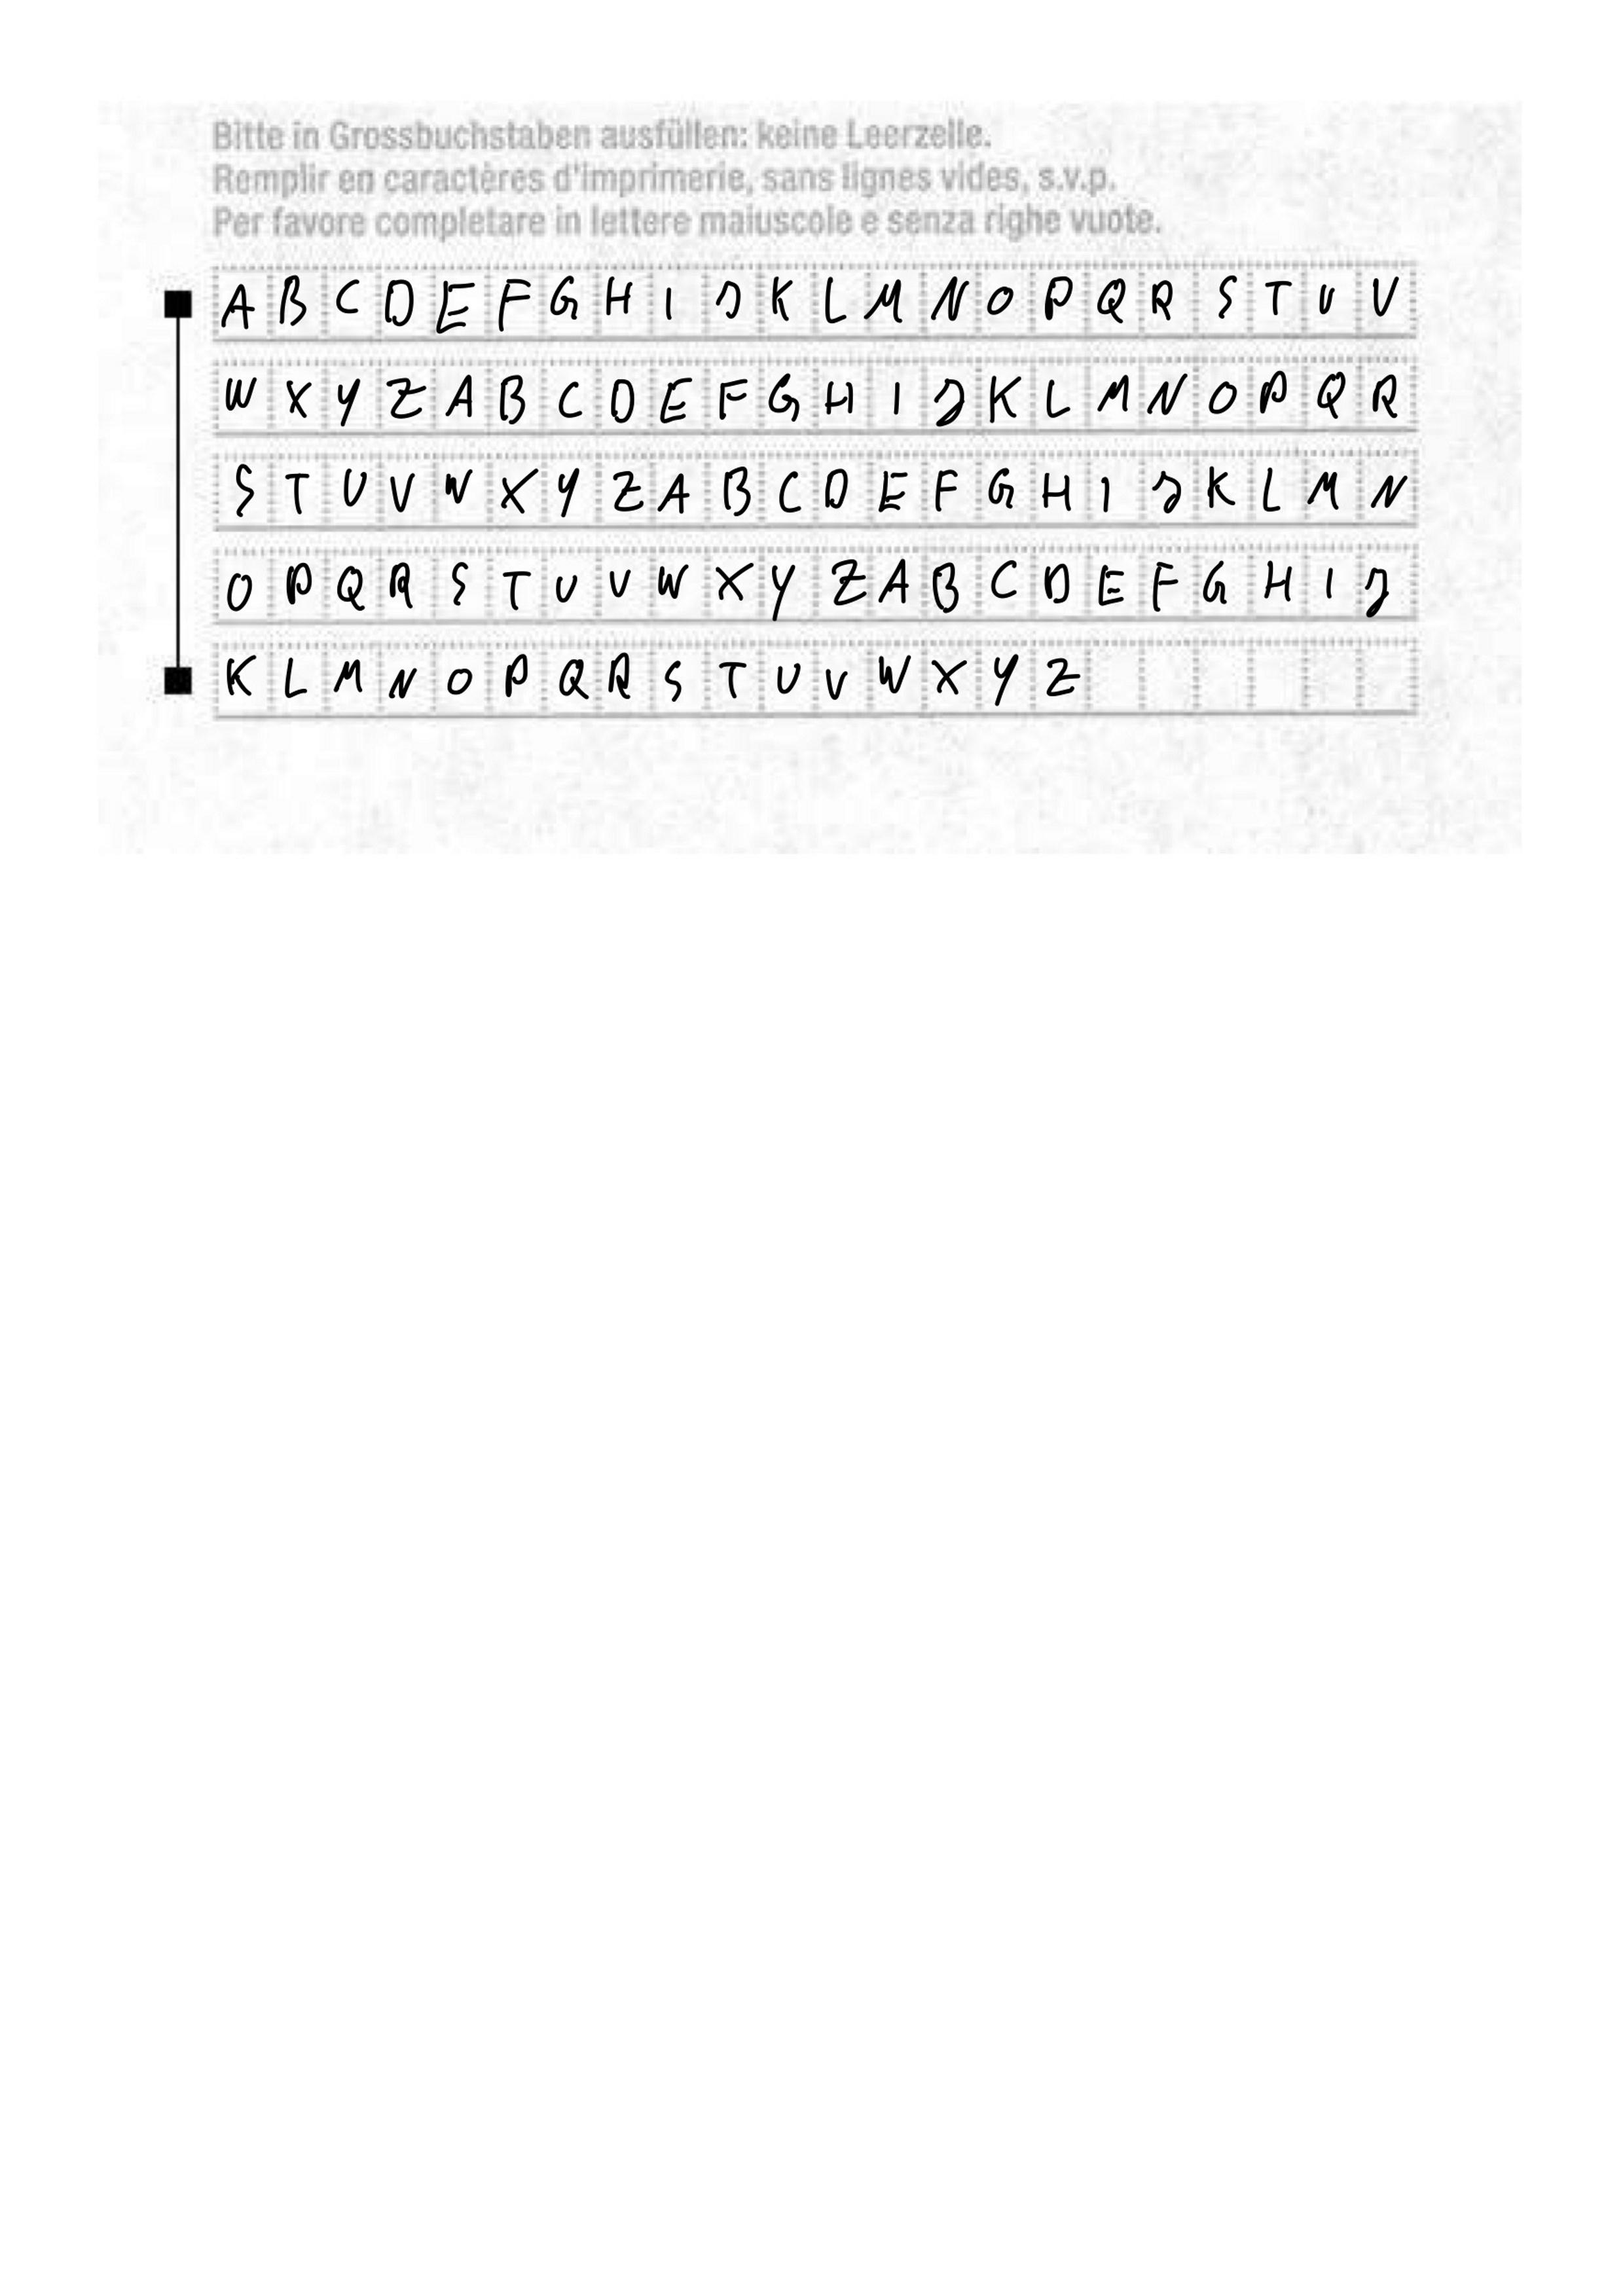 Bitte in Grossbuchstaben ausfüllen: keine Leerzelle.
Remplir en caractères d'imprimerie, sans lignes vides, s.v.p.
Per favore completare in lettere maiuscole e senza righe vuote.
A B C D E F G H I J K L M N O P Q R S T U V
W X Y Z A B C D E F G H I J K L M N O P Q R
S T U V W X Y Z A B C D E F G H I J K L M N
O P Q R S T U V W X Y Z A B C D E F G H I J
K L M N O P Q R S T U V W X Y Z